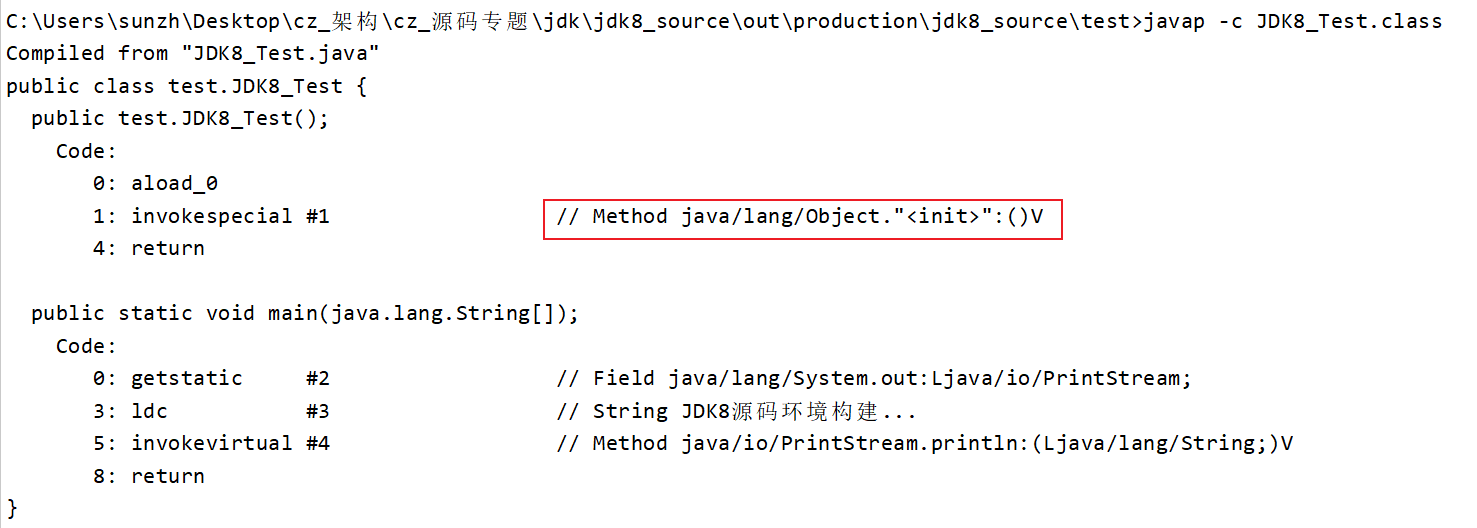 C:\Users\sunzh\Desktop\cz_架构\cz_源码专题\jdk\jdk8_source\out\production\jdk8_source\test>javap -c JDK8_Test.class
Compiled from "JDK8_Test.java"
public class test.JDK8_Test {
  public test.JDK8_Test();
    Code:
       0: aload_0
       1: invokespecial #1                  // Method java/lang/Object."<init>":()V
       4: return

  public static void main(java.lang.String[]);
    Code:
       0: getstatic     #2                  // Field java/lang/System.out:Ljava/io/PrintStream;
       3: ldc           #3                  // String JDK8源码环境构建...
       5: invokevirtual #4                  // Method java/io/PrintStream.println:(Ljava/lang/String;)V
       8: return
}